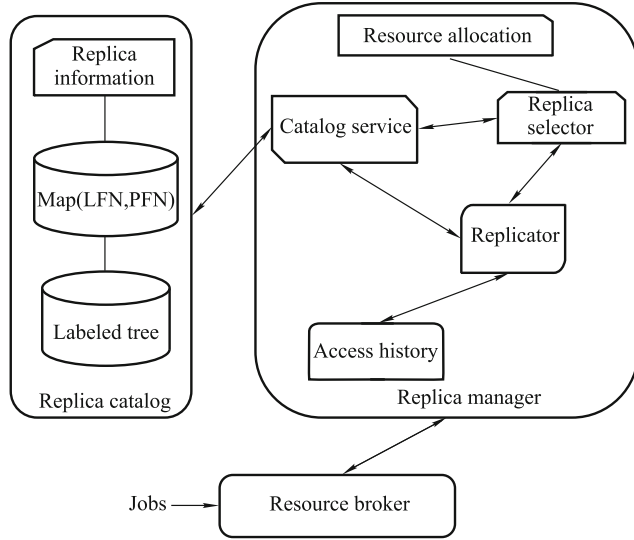 Replica
information
Map(LFN,PFN)
Labeled tree
Replica catalog
Resource allocation
Catalog service
Replica
selector
Replicator
Access history
Replica manager
Jobs
Resource broker